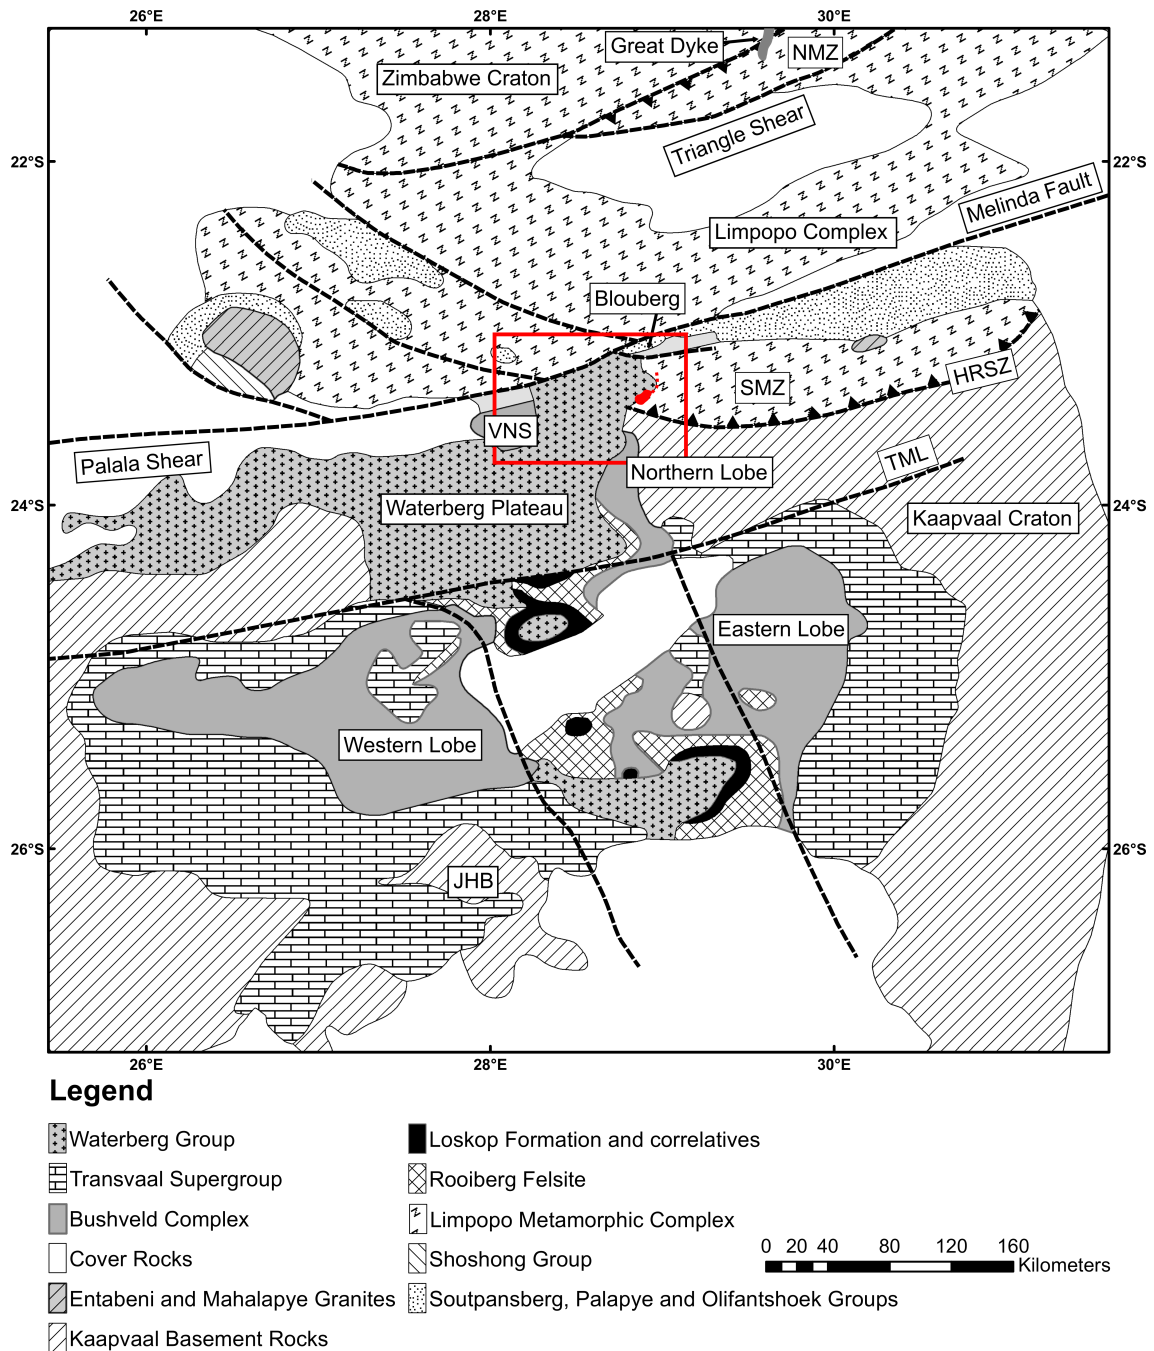 26°E 28°E 30°E
Great Dyke
NMZ
Zimbabwe Craton
Triangle Shear
22°S 22°S
Melinda Fault
Limpopo Complex
Blouberg
HRSZ
SMZ
VNS
TML
Palala Shear
Northern Lobe
24°S 24°S
Waterberg Plateau
Kaapvaal Craton
Eastern Lobe
Western Lobe
26°S 26°S
JHB
26°E 28°E 30°E
Legend
Waterberg Group
Transvaal Supergroup
Bushveld Complex
Cover Rocks
Entabeni and Mahalapye Granites
Kaapvaal Basement Rocks
Loskop Formation and correlatives
Rooiberg Felsite
Limpopo Metamorphic Complex
Shoshong Group
Soutpansberg, Palapye and Olifantshoek Groups
0 20 40 80 120 160
Kilometers